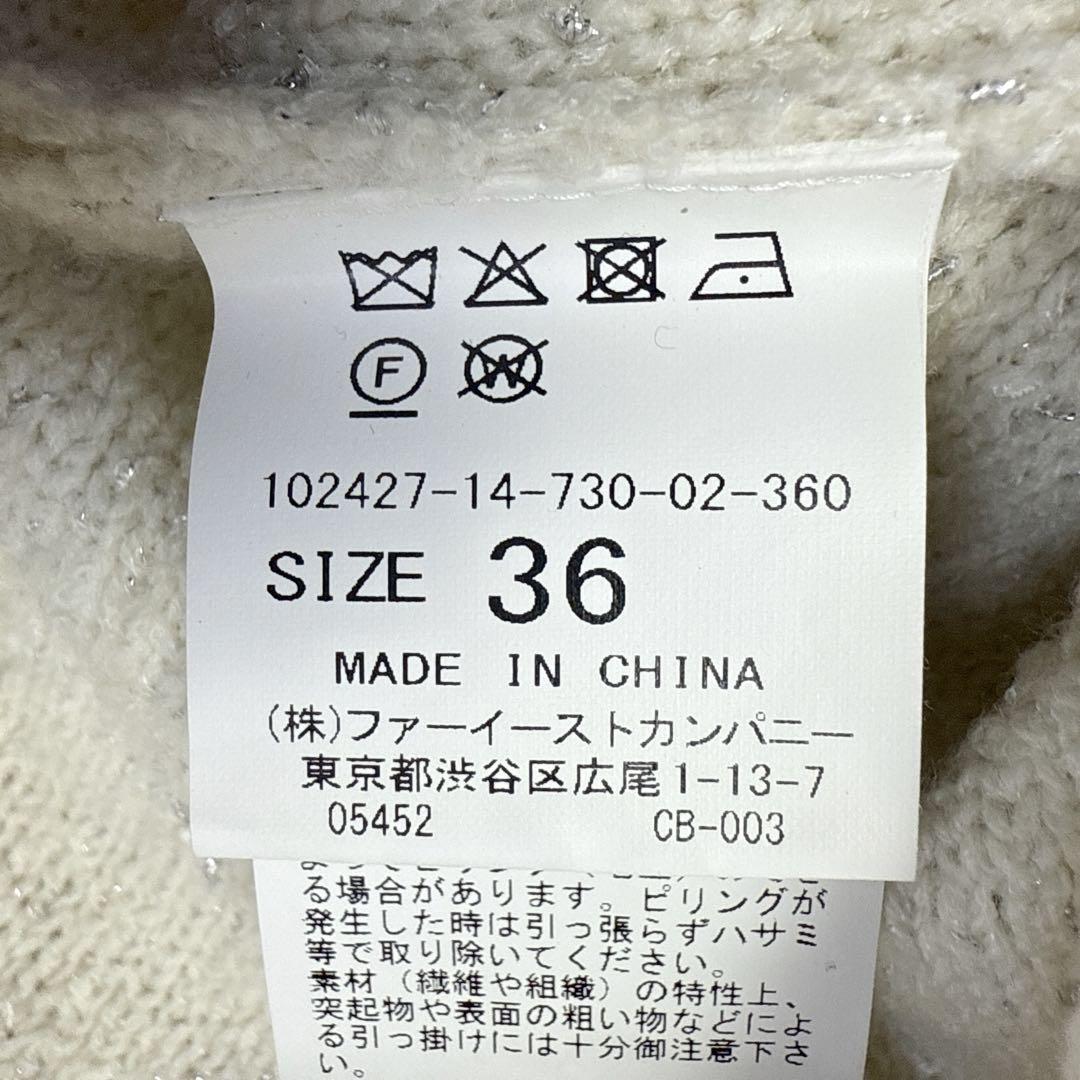 F W
102427-14-730-02-360
SIZE 36
MADE IN CHINA
(株)ファーイーストカンパニー
東京都渋谷区広尾1-13-7
05452 CB-003
る場合があります。ピリングが
発生した時は引っ張らずハサミ
等で取り除いてください。
素材(繊維や組織)の特性上、
突起物や表面の粗い物などによ
る引っ掛けには十分御注意下さ
い。